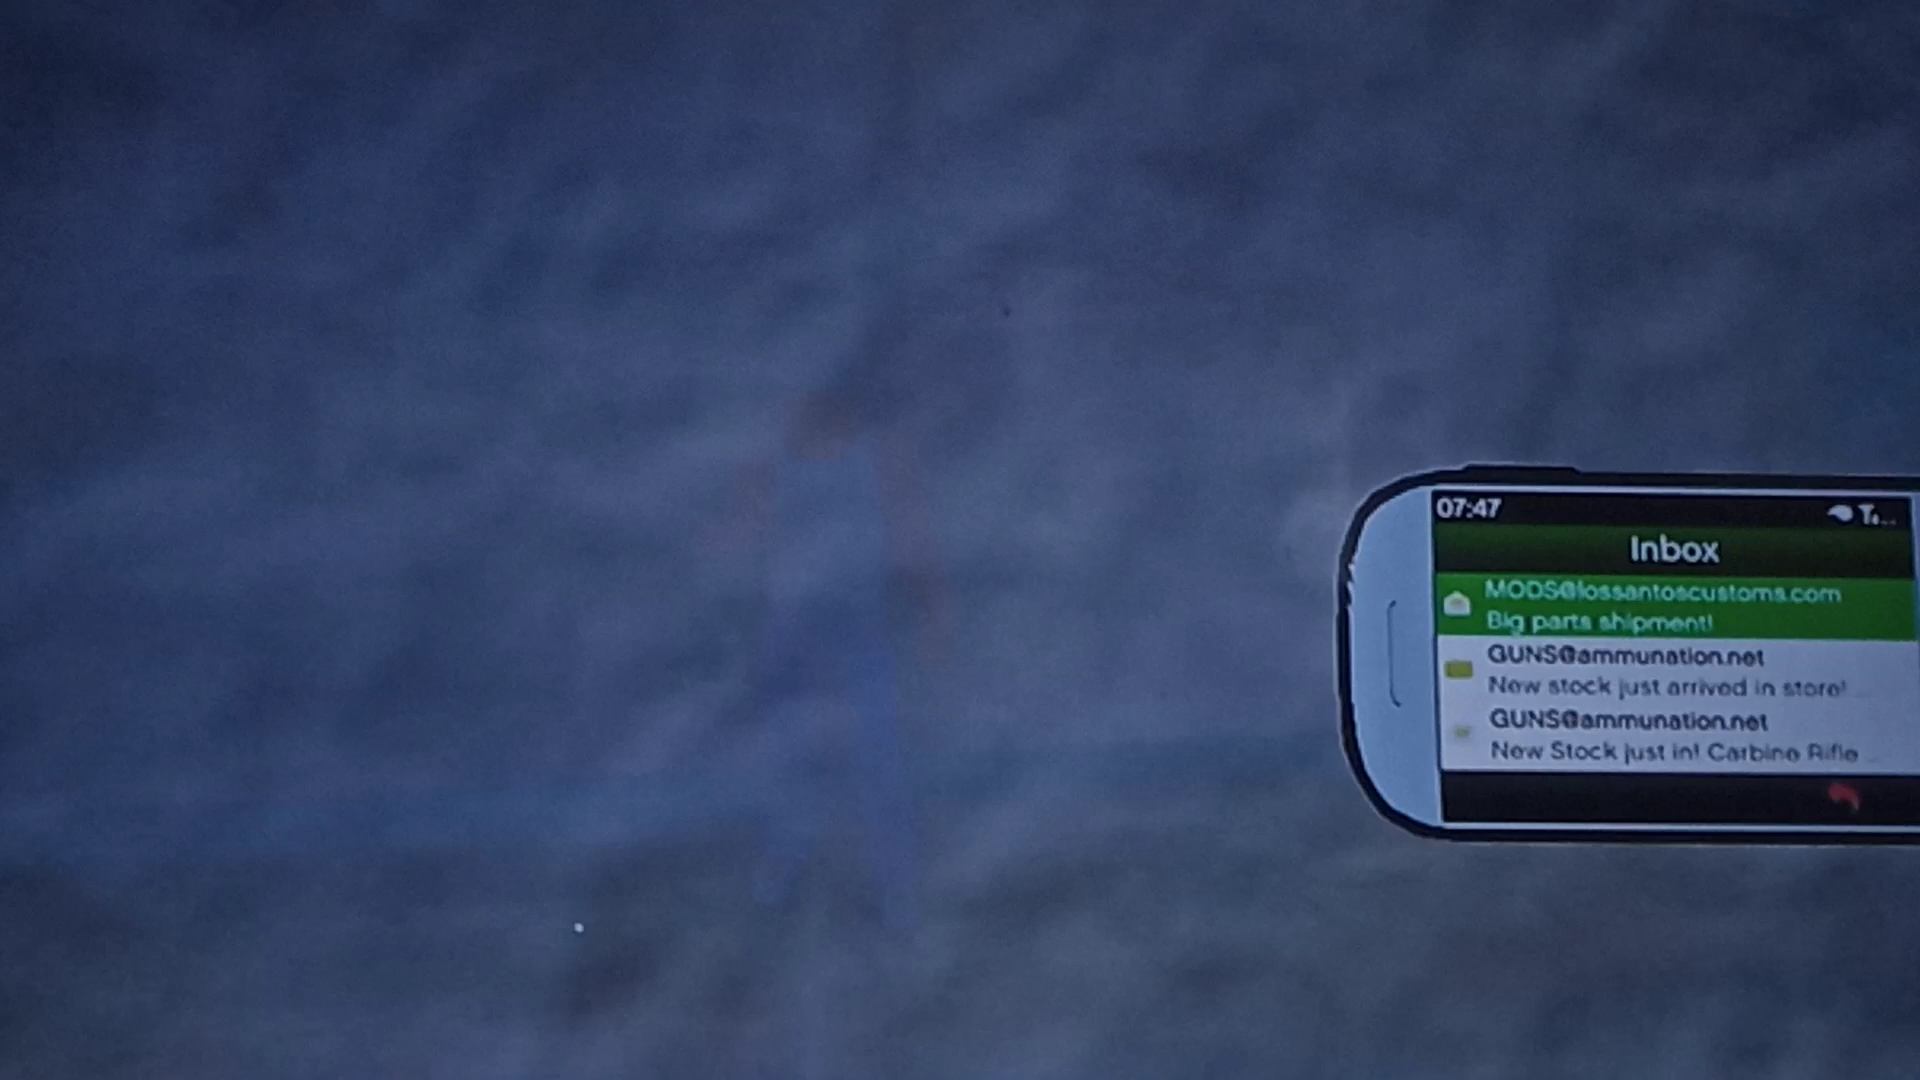 07:47
Inbox
MODS@lossantoscustoms.com
Big parts shipment!
GUNS@ammunation.net
New stock just arrived in store!
GUNS@ammunation.net
New Stock just in! Carbine Rifle